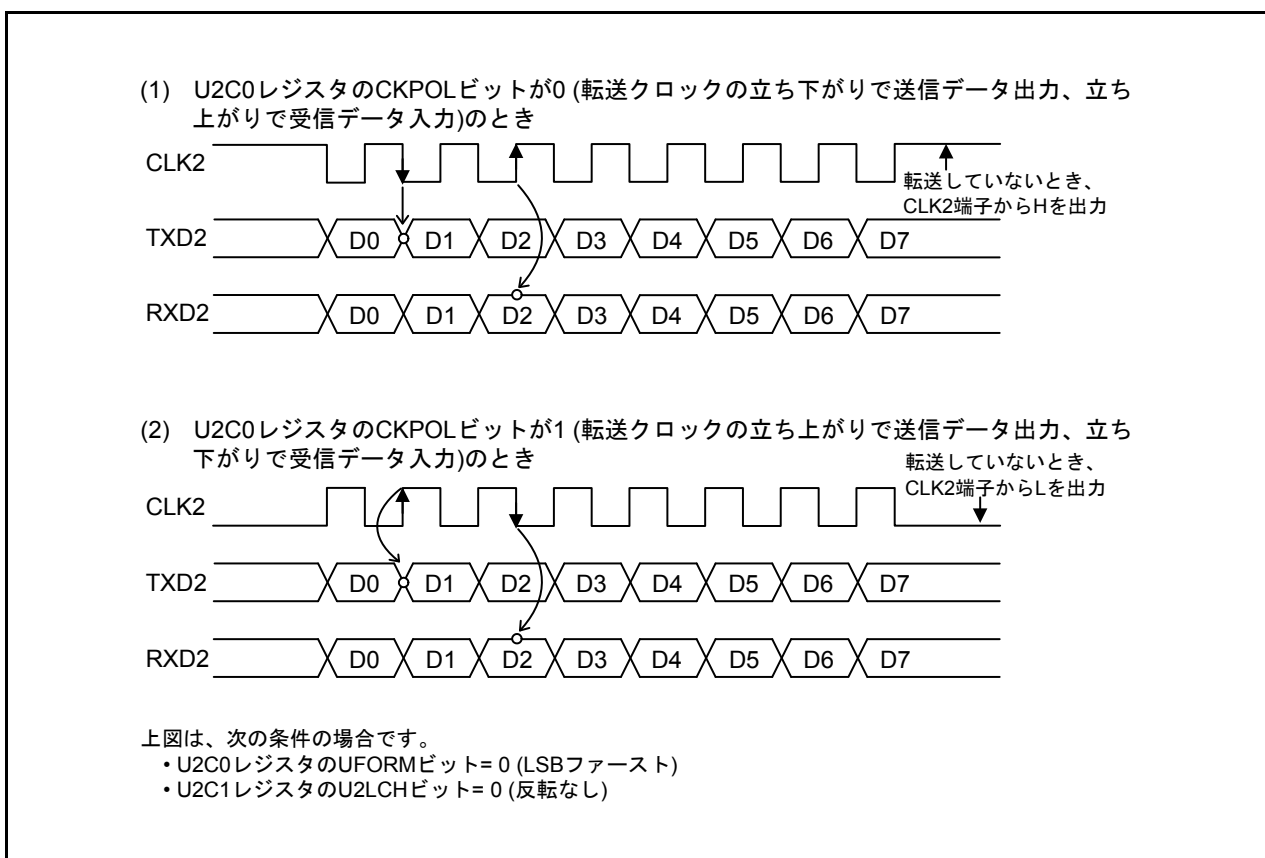 (1) U2C0レジスタのCKPOLビットが0 (転送クロックの立ち下がりで送信データ出力、立ち
上がりで受信データ入力)のとき
CLK2
転送していないとき、
CLK2端子からHを出力
TXD2 D0 D1 D2 D3 D4 D5 D6 D7
RXD2 D0 D1 D2 D3 D4 D5 D6 D7
(2) U2C0レジスタのCKPOLビットが1 (転送クロックの立ち上がりで送信データ出力、立ち
下がりで受信データ入力)のとき
転送していないとき、
CLK2端子からLを出力
CLK2
TXD2 D0 D1 D2 D3 D4 D5 D6 D7
RXD2 D0 D1 D2 D3 D4 D5 D6 D7
上図は、次の条件の場合です。
• U2C0レジスタのUFORMビット= 0 (LSBファースト)
• U2C1レジスタのU2LCHビット= 0 (反転なし)